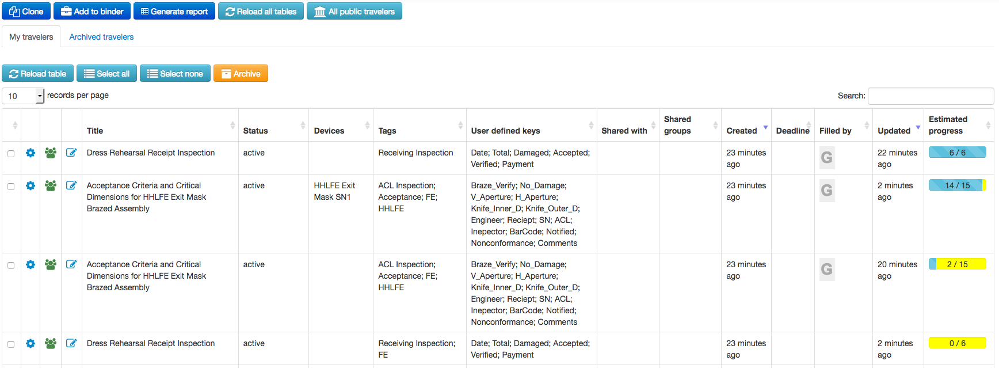 Clone Add to binder Generate report Reload all tables All public travelers
My travelers Archived travelers
Reload table Select all Select none Archive
10 records per page Search:
Title Status Devices Tags User defined keys Shared with Shared groups Created Deadline Filled by Updated Estimated progress
Dress Rehearsal Receipt Inspection active Receiving Inspection Date; Total; Damaged; Accepted; 23 minutes G 22 minutes 6 / 6
Verified; Payment ago ago
Acceptance Criteria and Critical active HHLFE Exit ACL Inspection; Braze_Verify; No_Damage; 23 minutes G 2 minutes 14 / 15
Dimensions for HHLFE Exit Mask Mask SN1 Acceptance; FE; V_Aperture; H_Aperture; ago ago
Brazed Assembly HHLFE Knife_Inner_D; Knife_Outer_D;
Engineer; Reciept; SN; ACL;
Inepector; BarCode; Notified;
Nonconformance; Comments
Acceptance Criteria and Critical active ACL Inspection; Braze_Verify; No_Damage; 23 minutes G 20 minutes 2 / 15
Dimensions for HHLFE Exit Mask Acceptance; FE; V_Aperture; H_Aperture; ago ago
Brazed Assembly HHLFE Knife_Inner_D; Knife_Outer_D;
Engineer; Reciept; SN; ACL;
Inepector; BarCode; Notified;
Nonconformance; Comments
Dress Rehearsal Receipt Inspection active Receiving Inspection; Date; Total; Damaged; Accepted; 23 minutes 2 minutes 0 / 6
FE Verified; Payment ago ago